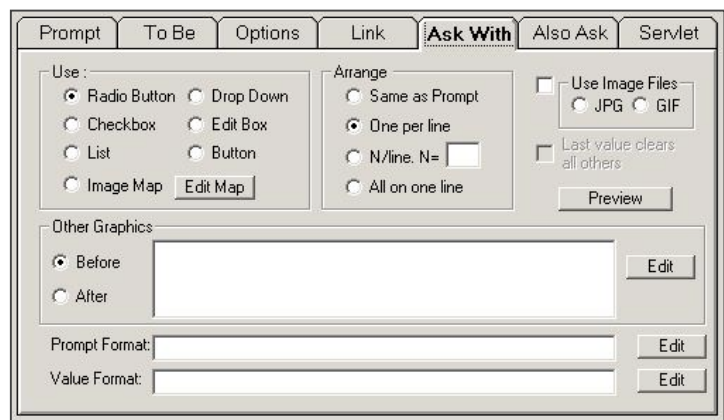 Prompt To Be Options Link Ask With Also Ask Servlet
Use :
Radio Button Drop Down
Checkbox Edit Box
List Button
Image Map Edit Map
Arrange
Same as Prompt
One per line
N/line. N=
All on one line
Use Image Files
JPG GIF
Last value clears
all others
Preview
Other Graphics
Before
After
Edit
Prompt Format: Edit
Value Format: Edit